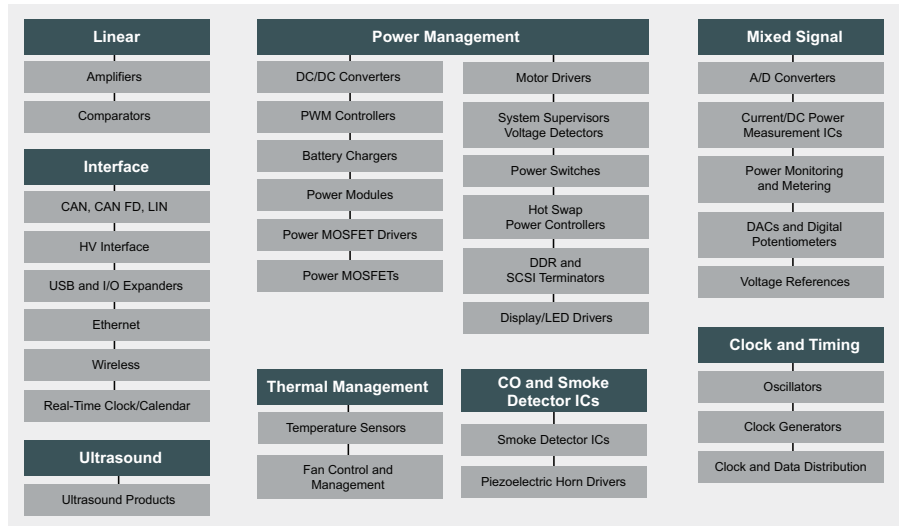 Linear
Amplifiers
Comparators
Interface
CAN, CAN FD, LIN
HV Interface
USB and I/O Expanders
Ethernet
Wireless
Real-Time Clock/Calendar
Ultrasound
Ultrasound Products
Power Management
DC/DC Converters
PWM Controllers
Battery Chargers
Power Modules
Power MOSFET Drivers
Power MOSFETs
Motor Drivers
System Supervisors
Voltage Detectors
Power Switches
Hot Swap
Power Controllers
DDR and
SCSI Terminators
Display/LED Drivers
Thermal Management
Temperature Sensors
Fan Control and
Management
CO and Smoke
Detector ICs
Smoke Detector ICs
Piezoelectric Horn Drivers
Mixed Signal
A/D Converters
Current/DC Power
Measurement ICs
Power Monitoring
and Metering
DACs and Digital
Potentiometers
Voltage References
Clock and Timing
Oscillators
Clock Generators
Clock and Data Distribution